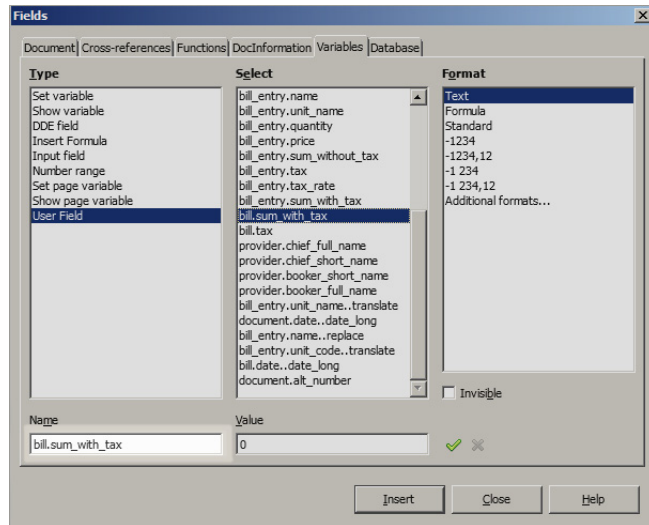 Fields
Document Cross-references Functions DocInformation Variables Database
Type
Set variable
Show variable
DDE field
Insert Formula
Input field
Number range
Set page variable
Show page variable
User Field
Select
bill_entry.name
bill_entry.unit_name
bill_entry.quantity
bill_entry.price
bill_entry.sum_without_tax
bill_entry.tax
bill_entry.tax_rate
bill_entry.sum_with_tax
bill.sum_with_tax
bill.tax
provider.chief_full_name
provider.chief_short_name
provider.booker_short_name
provider.booker_full_name
bill_entry.unit_name..translate
document.date..date_long
bill_entry.name..replace
bill_entry.unit_code..translate
bill.date..date_long
document.alt_number
Format
Text
Formula
Standard
-1234
-1234,12
-1 234
-1 234,12
Additional formats...
Invisible
Name
bill.sum_with_tax
Value
0
Insert Close Help